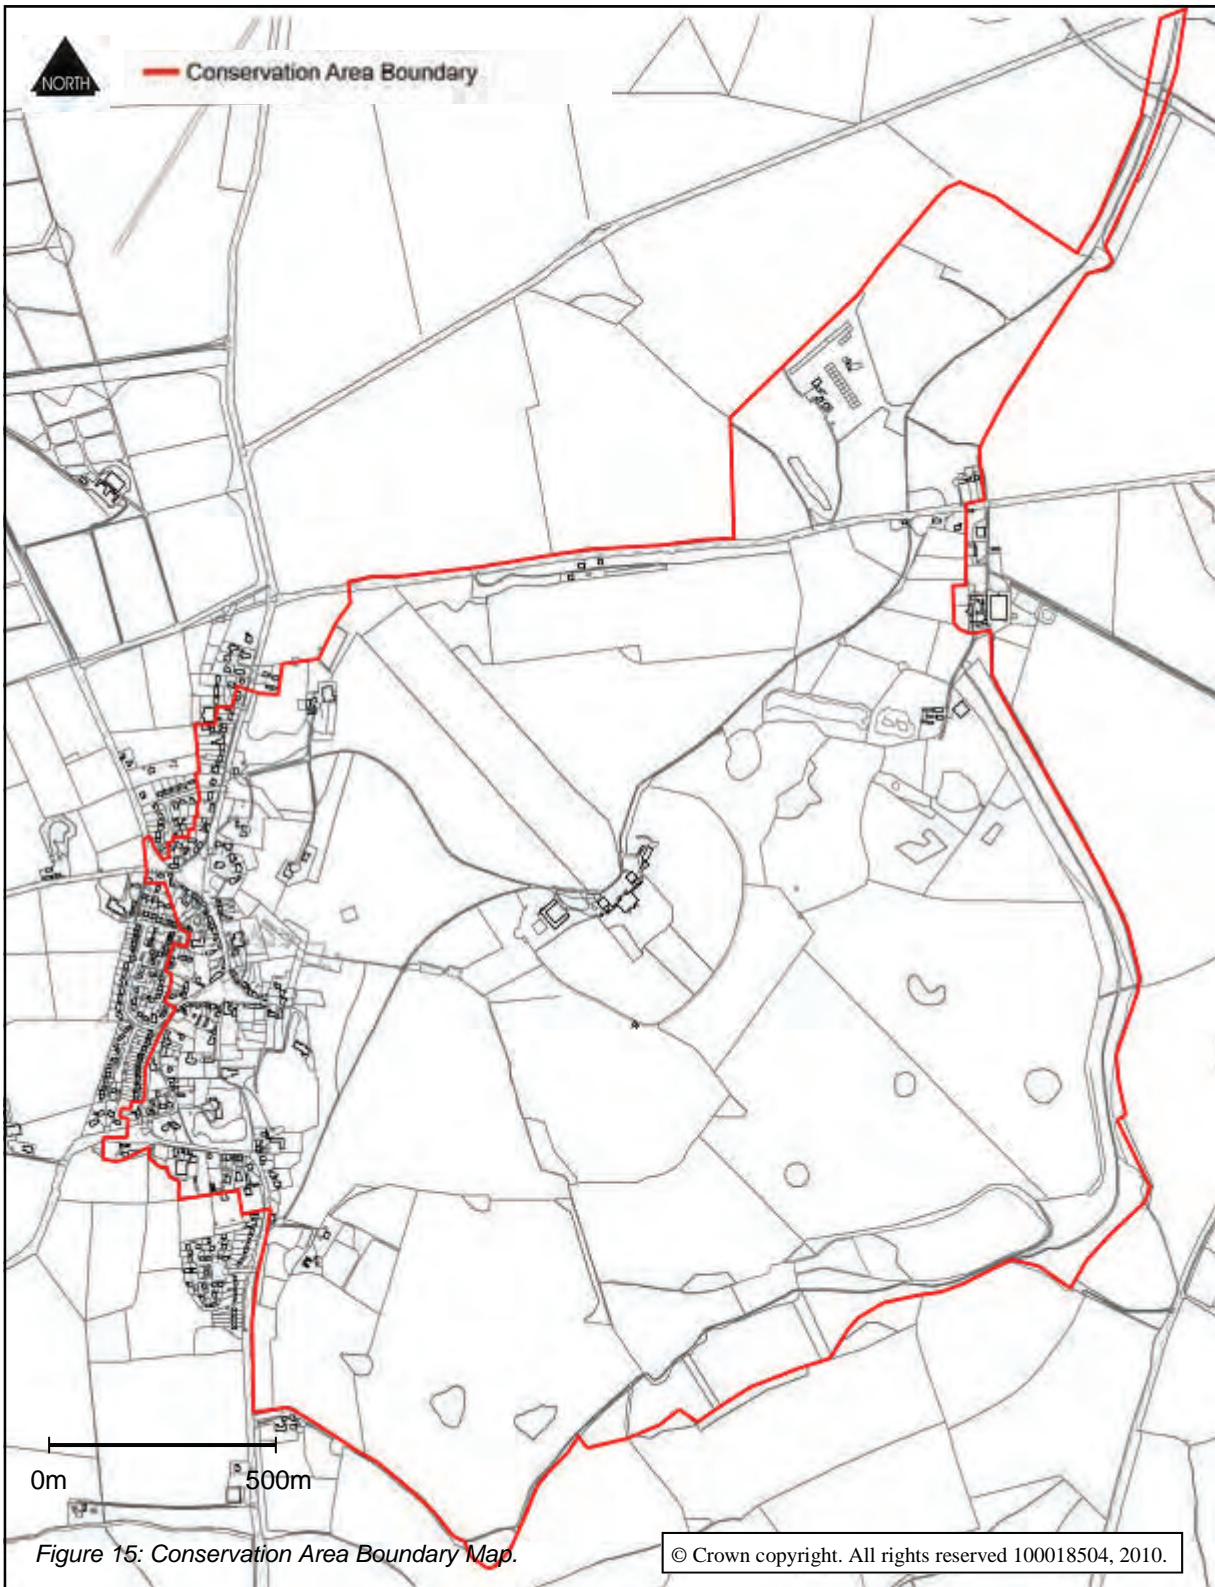 NORTH
Conservation Area Boundary
0m 500m
Figure 15: Conservation Area Boundary Map.
© Crown copyright. All rights reserved 100018504, 2010.